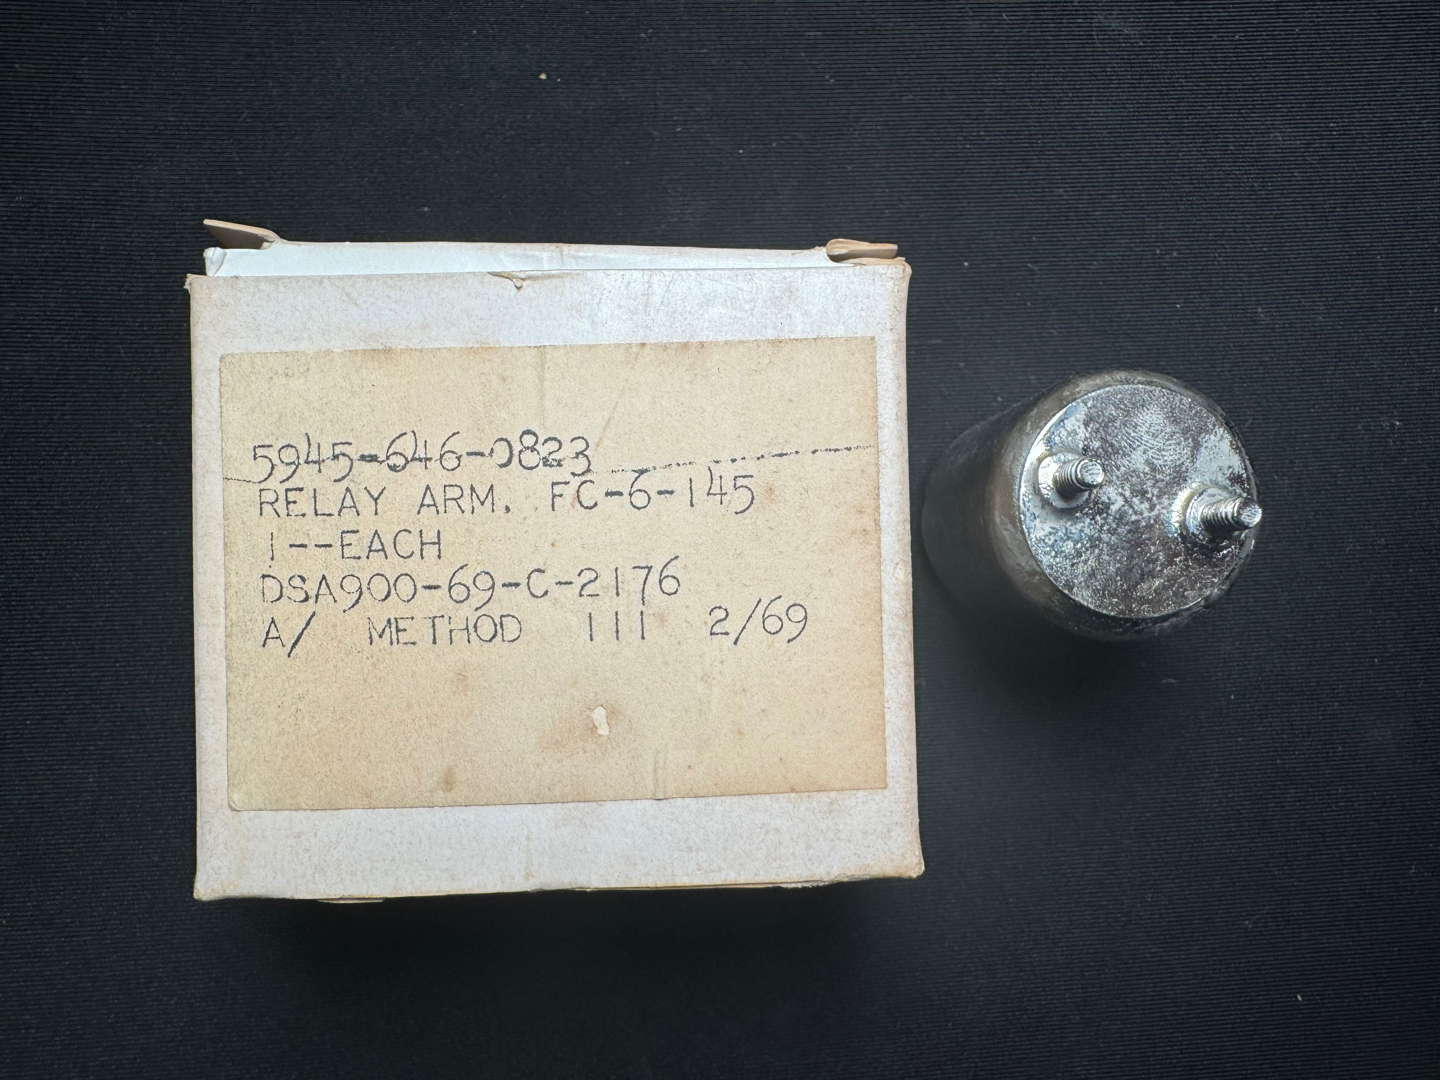 5945-646-0823
RELAY ARM. FC-6-145
1--EACH
DSA900-69-C-2176
A/ METHOD III 2/69